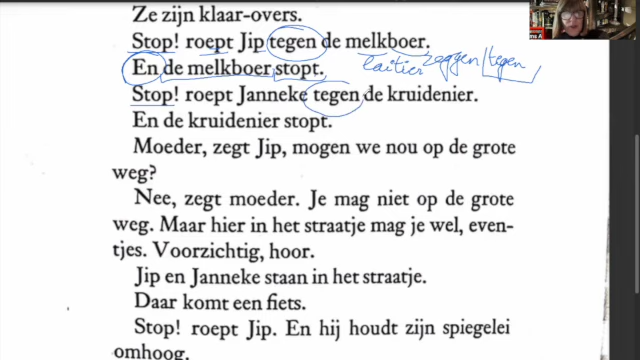 Ze zijn klaar-overs.
Stop! roept Jip tegen de melkboer.
laitier zeggen / tegen
En de melkboer stopt.
Stop! roept Janneke tegen de kruidenier.
En de kruidenier stopt.
Moeder, zegt Jip, mogen we nou op de grote
weg?
Nee, zegt moeder. Je mag niet op de grote
weg. Maar hier in het straatje mag je wel, even-
tjes. Voorzichtig, hoor.
Jip en Janneke staan in het straatje.
Daar komt een fiets.
Stop! roept Jip. En hij houdt zijn spiegelei
omhoog.